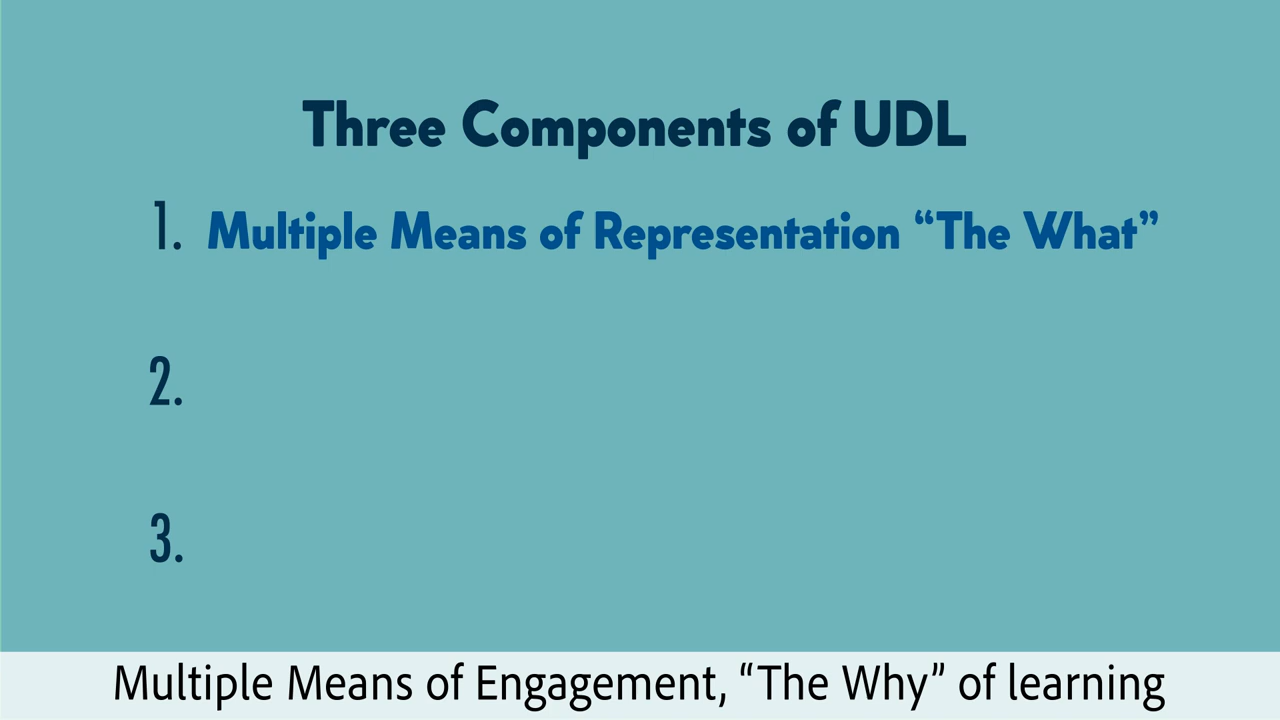 Three Components of UDL
1. Multiple Means of Representation “The What”
2.
3.
Multiple Means of Engagement, “The Why” of learning